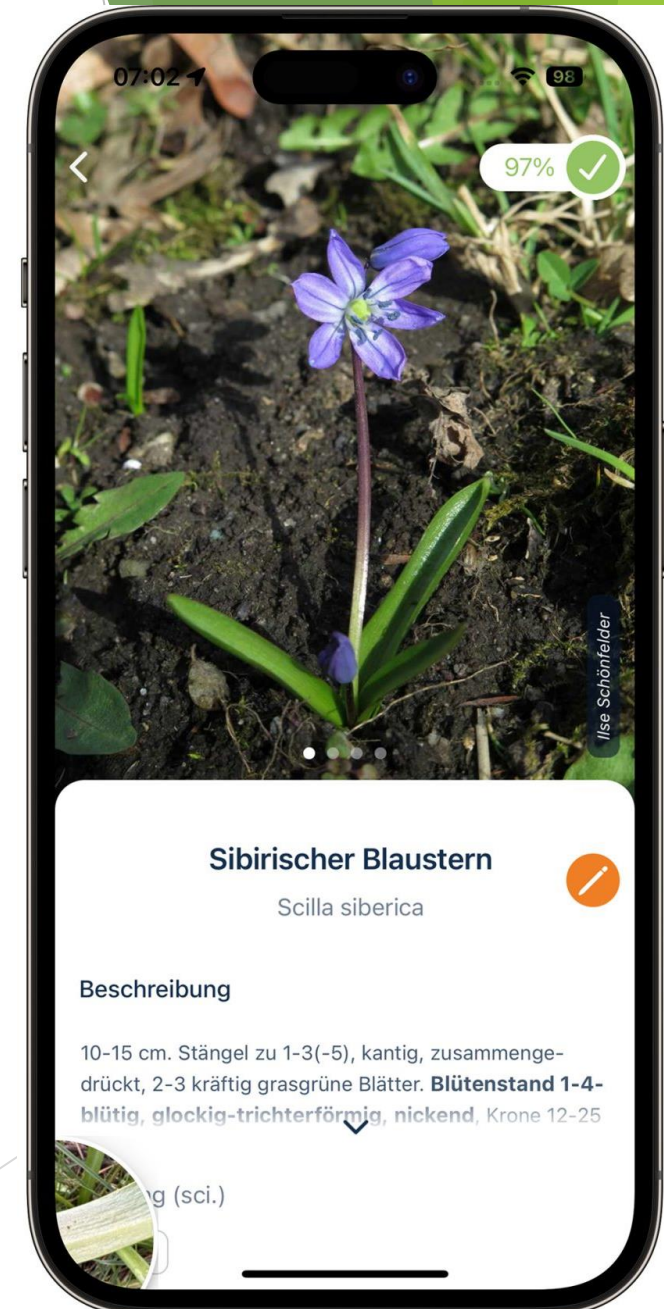 07:02
98
97%
Ilse Schönfelder
Sibirischer Blaustern
Scilla siberica
Beschreibung
10-15 cm. Stängel zu 1-3(-5), kantig, zusammenge-
drückt, 2-3 kräftig grasgrüne Blätter. Blütenstand 1-4-
blütig, glockig-trichterförmig, nickend, Krone 12-25
g (sci.)